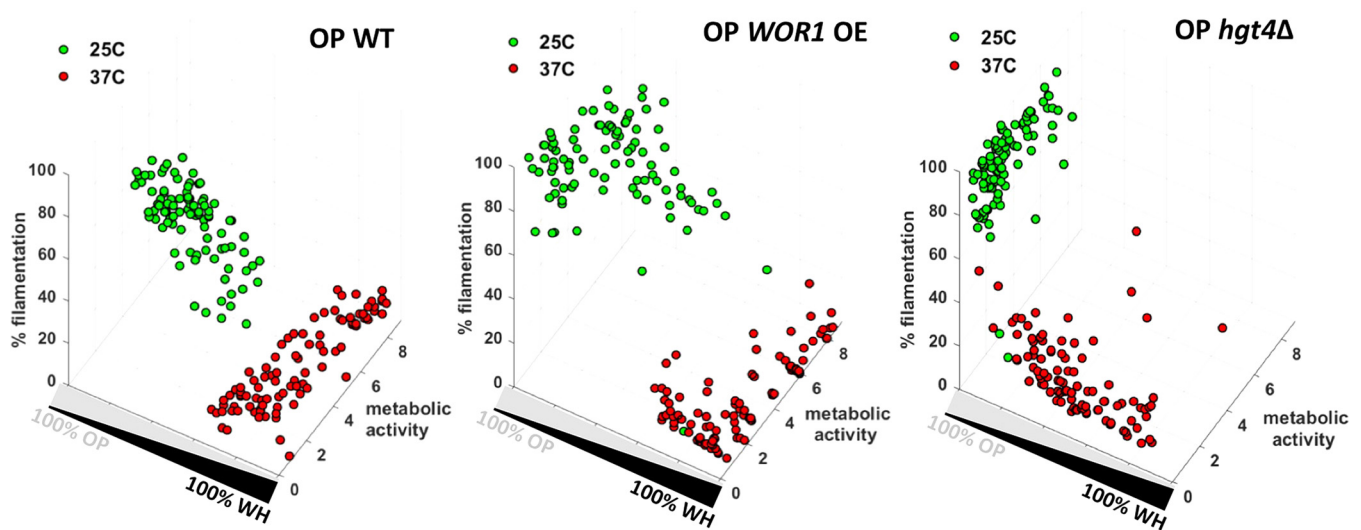 OP WT
25C
37C
100
80
60
40
20
0
% filamentation
100% OP
100% WH
0
2
4
6
8
metabolic
activity
OP WOR1 OE
25C
37C
100
80
60
40
20
0
% filamentation
100% OP
100% WH
0
2
4
6
8
metabolic
activity
OP hgt4Δ
25C
37C
100
80
60
40
20
0
% filamentation
100% OP
100% WH
0
2
4
6
8
metabolic
activity